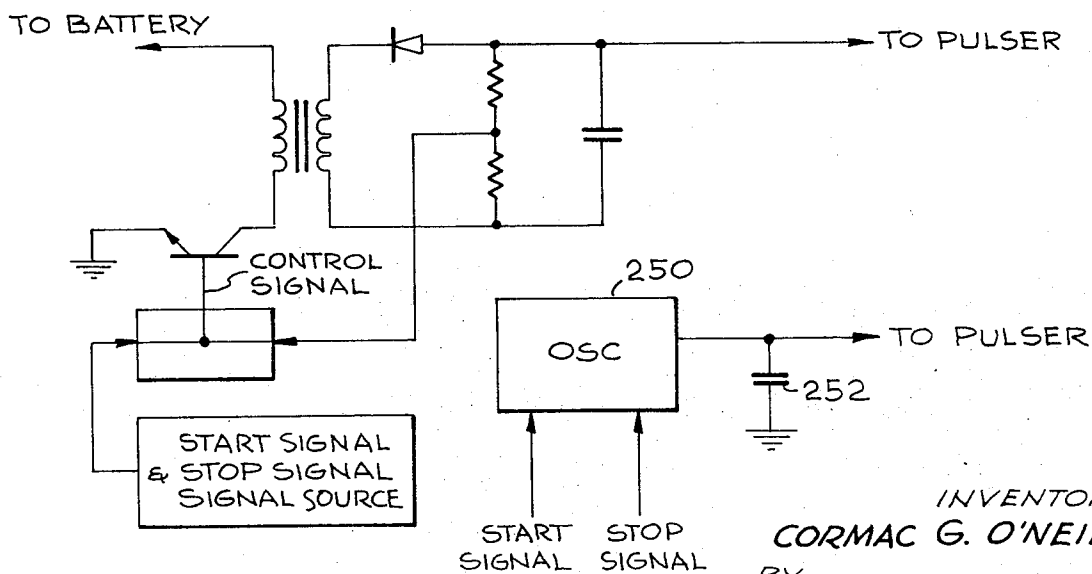 TO BATTERY
TO PULSER
CONTROL
SIGNAL
250
OSC
TO PULSER
252
START SIGNAL
& STOP SIGNAL
SIGNAL SOURCE
START
SIGNAL
STOP
SIGNAL
CORMAC G.